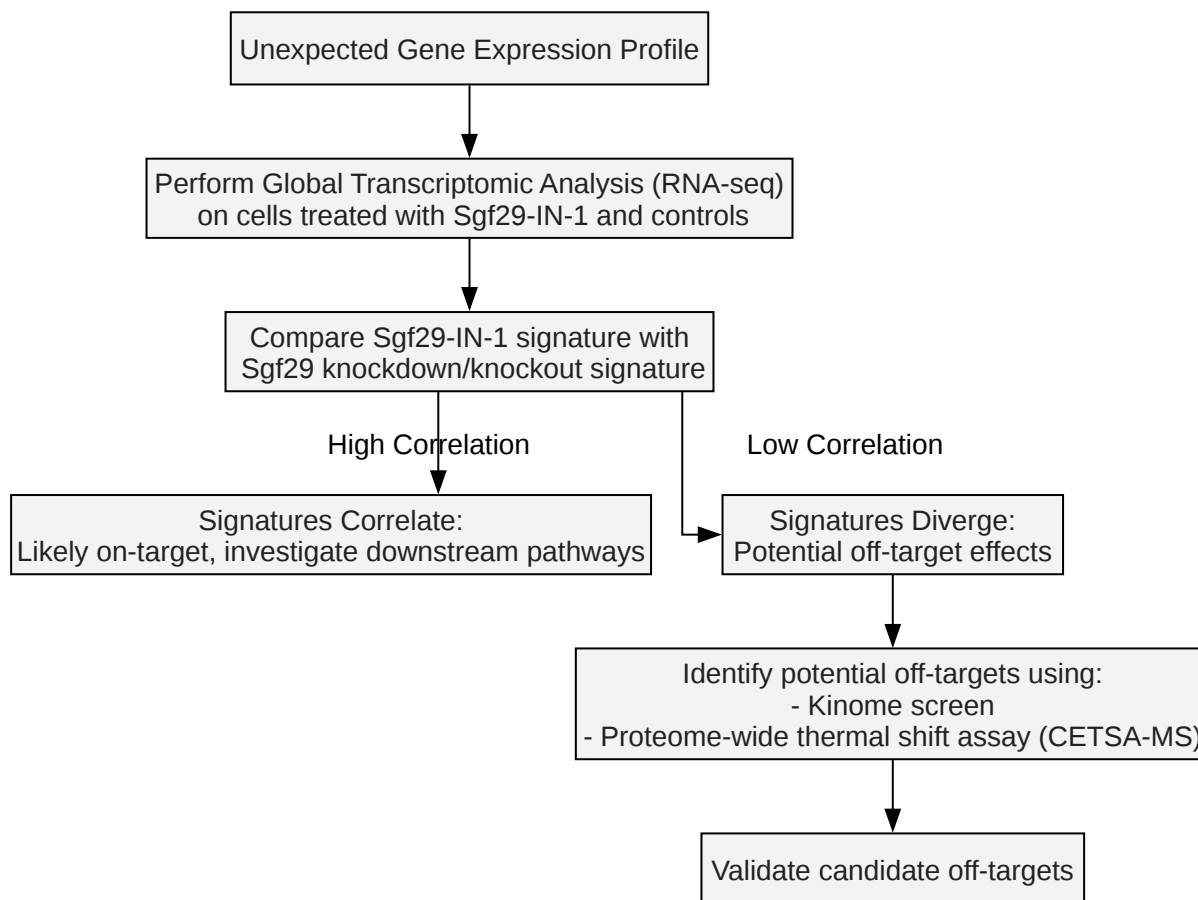 Unexpected Gene Expression Profile
Perform Global Transcriptomic Analysis (RNA-seq)
on cells treated with Sgf29-IN-1 and controls
Compare Sgf29-IN-1 signature with
Sgf29 knockdown/knockout signature
High Correlation
Low Correlation
Signatures Correlate:
Likely on-target, investigate downstream pathways
Signatures Diverge:
Potential off-target effects
Identify potential off-targets using:
- Kinome screen
- Proteome-wide thermal shift assay (CETSA-MS)
Validate candidate off-targets